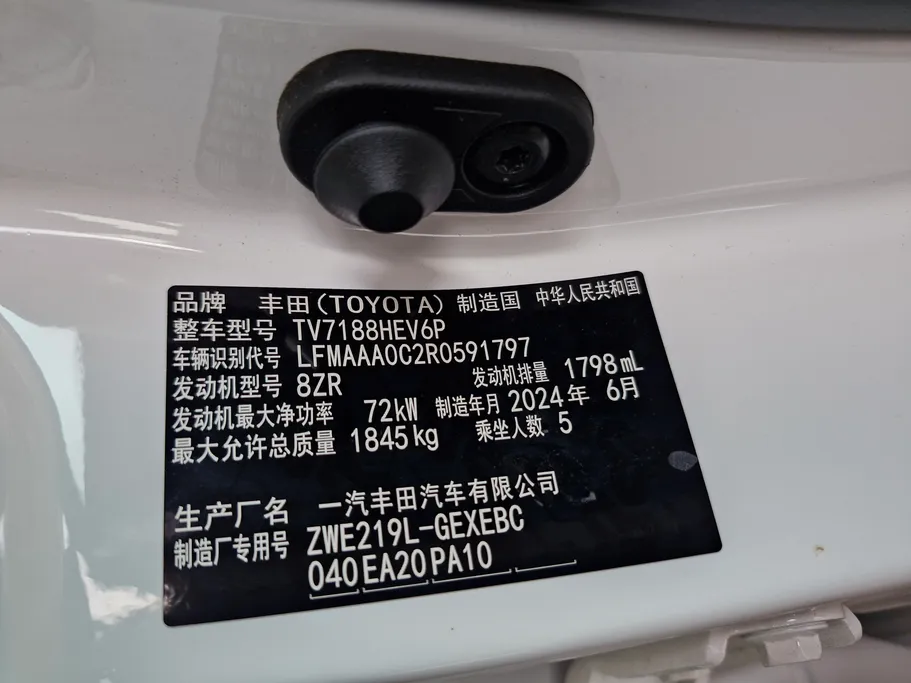 品牌 丰田(TOYOTA) 制造国 中华人民共和国
整车型号 TV7188HEV6P
车辆识别代号 LFMAAA0C2R0591797
发动机型号 8ZR 发动机排量 1798mL
发动机最大净功率 72kW 制造年月 2024年 6月
最大允许总质量 1845kg 乘坐人数 5
生产厂名 一汽丰田汽车有限公司
制造厂专用号 ZWE219L-GEXEBC
040EA20PA10